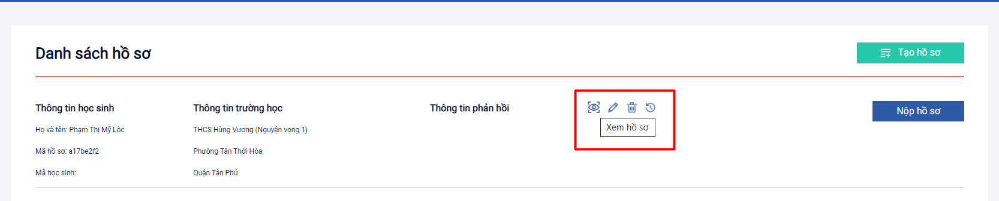 Danh sách hồ sơ
Tạo hồ sơ
Thông tin học sinh
Họ và tên: Phạm Thị Mỹ Lộc
Mã hồ sơ: a17be2f2
Mã học sinh:
Thông tin trường học
THCS Hùng Vương (Nguyện vọng 1)
Phường Tân Thới Hòa
Quận Tân Phú
Thông tin phản hồi
Xem hồ sơ
Nộp hồ sơ